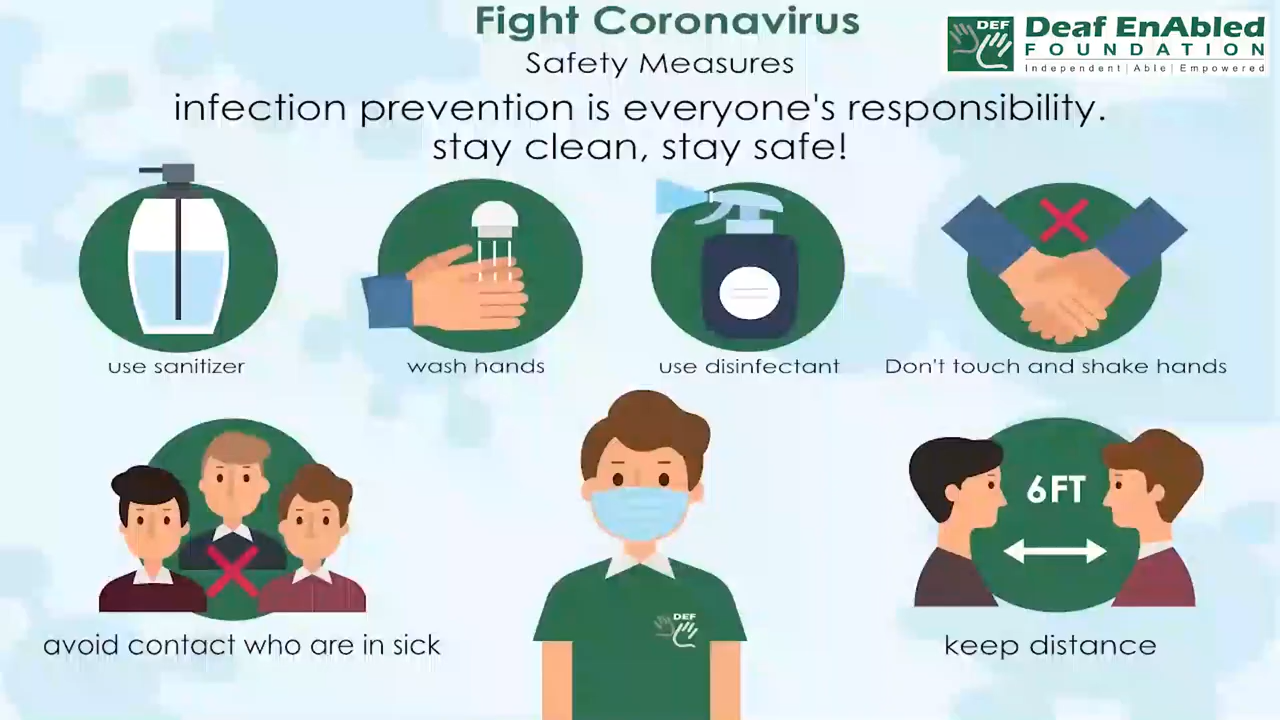 Fight Coronavirus
Safety Measures
DEF
Deaf EnAbled
FOUNDATION
Independent | Able | Empowered
infection prevention is everyone's responsibility.
stay clean, stay safe!
use sanitizer
wash hands
use disinfectant
Don't touch and shake hands
6FT
DEF
avoid contact who are in sick
keep distance